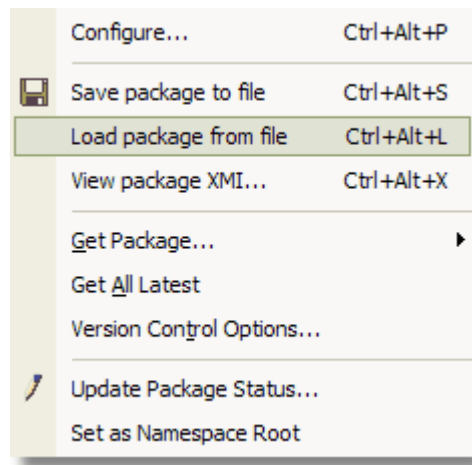 Configure... Ctrl+Alt+P
Save package to file Ctrl+Alt+S
Load package from file Ctrl+Alt+L
View package XMI... Ctrl+Alt+X
Get Package...
Get All Latest
Version Control Options...
Update Package Status...
Set as Namespace Root